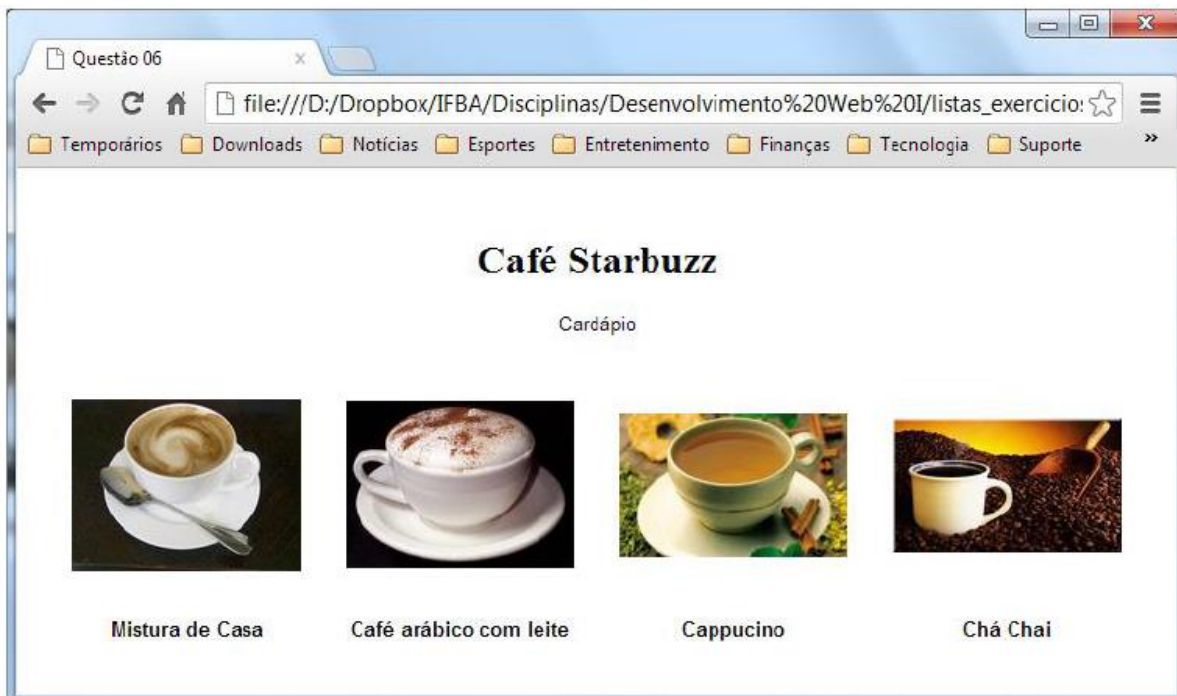 Questão 06
file:///D:/Dropbox/IFBA/Disciplinas/Desenvolvimento%20Web%20I/listas_exercicios
Temporários Downloads Notícias Esportes Entretenimento Finanças Tecnologia Suporte
Café Starbuzz
Cardápio
Mistura de Casa Café arábico com leite Cappucino Chá Chai